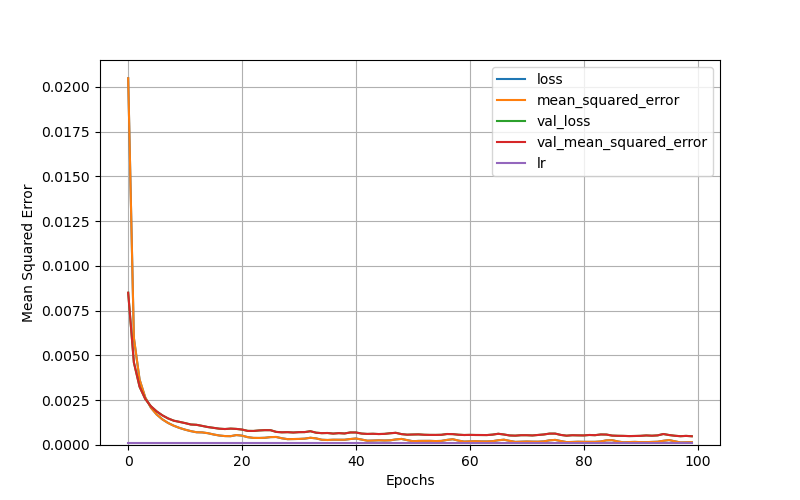 loss
mean_squared_error
val_loss
val_mean_squared_error
lr
0.0200
0.0175
0.0150
0.0125
0.0100
0.0075
0.0050
0.0025
0.0000
Mean Squared Error
0 20 40 60 80 100
Epochs